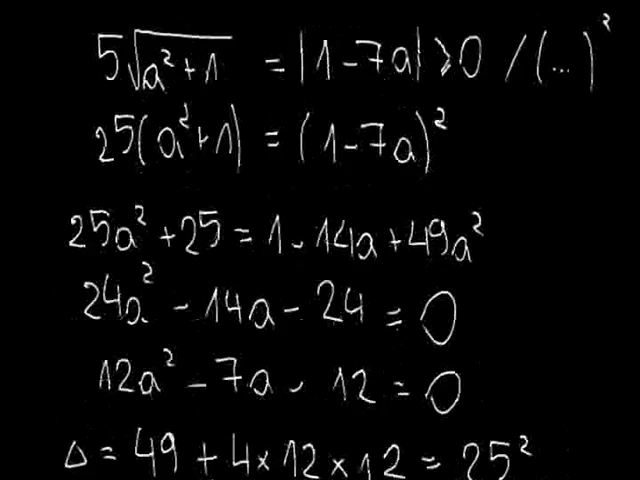 5√(a²+1) = |1-7a| ≥ 0 / (...)²
25(a²+1) = (1-7a)²
25a² + 25 = 1 - 14a + 49a²
24a² - 14a - 24 = 0
12a² - 7a - 12 = 0
Δ = 49 + 4×12×12 = 25²